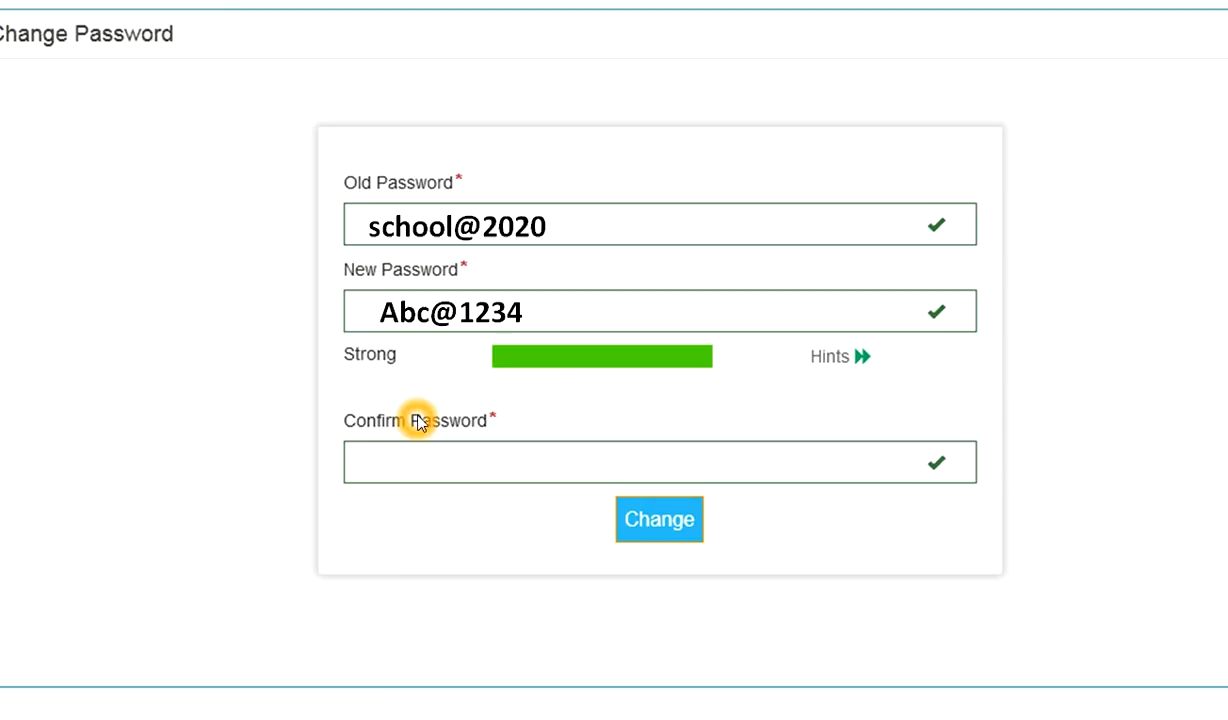 Change Password
Old Password*
school@2020
New Password*
Abc@1234
Strong Hints
Confirm Password*
Change